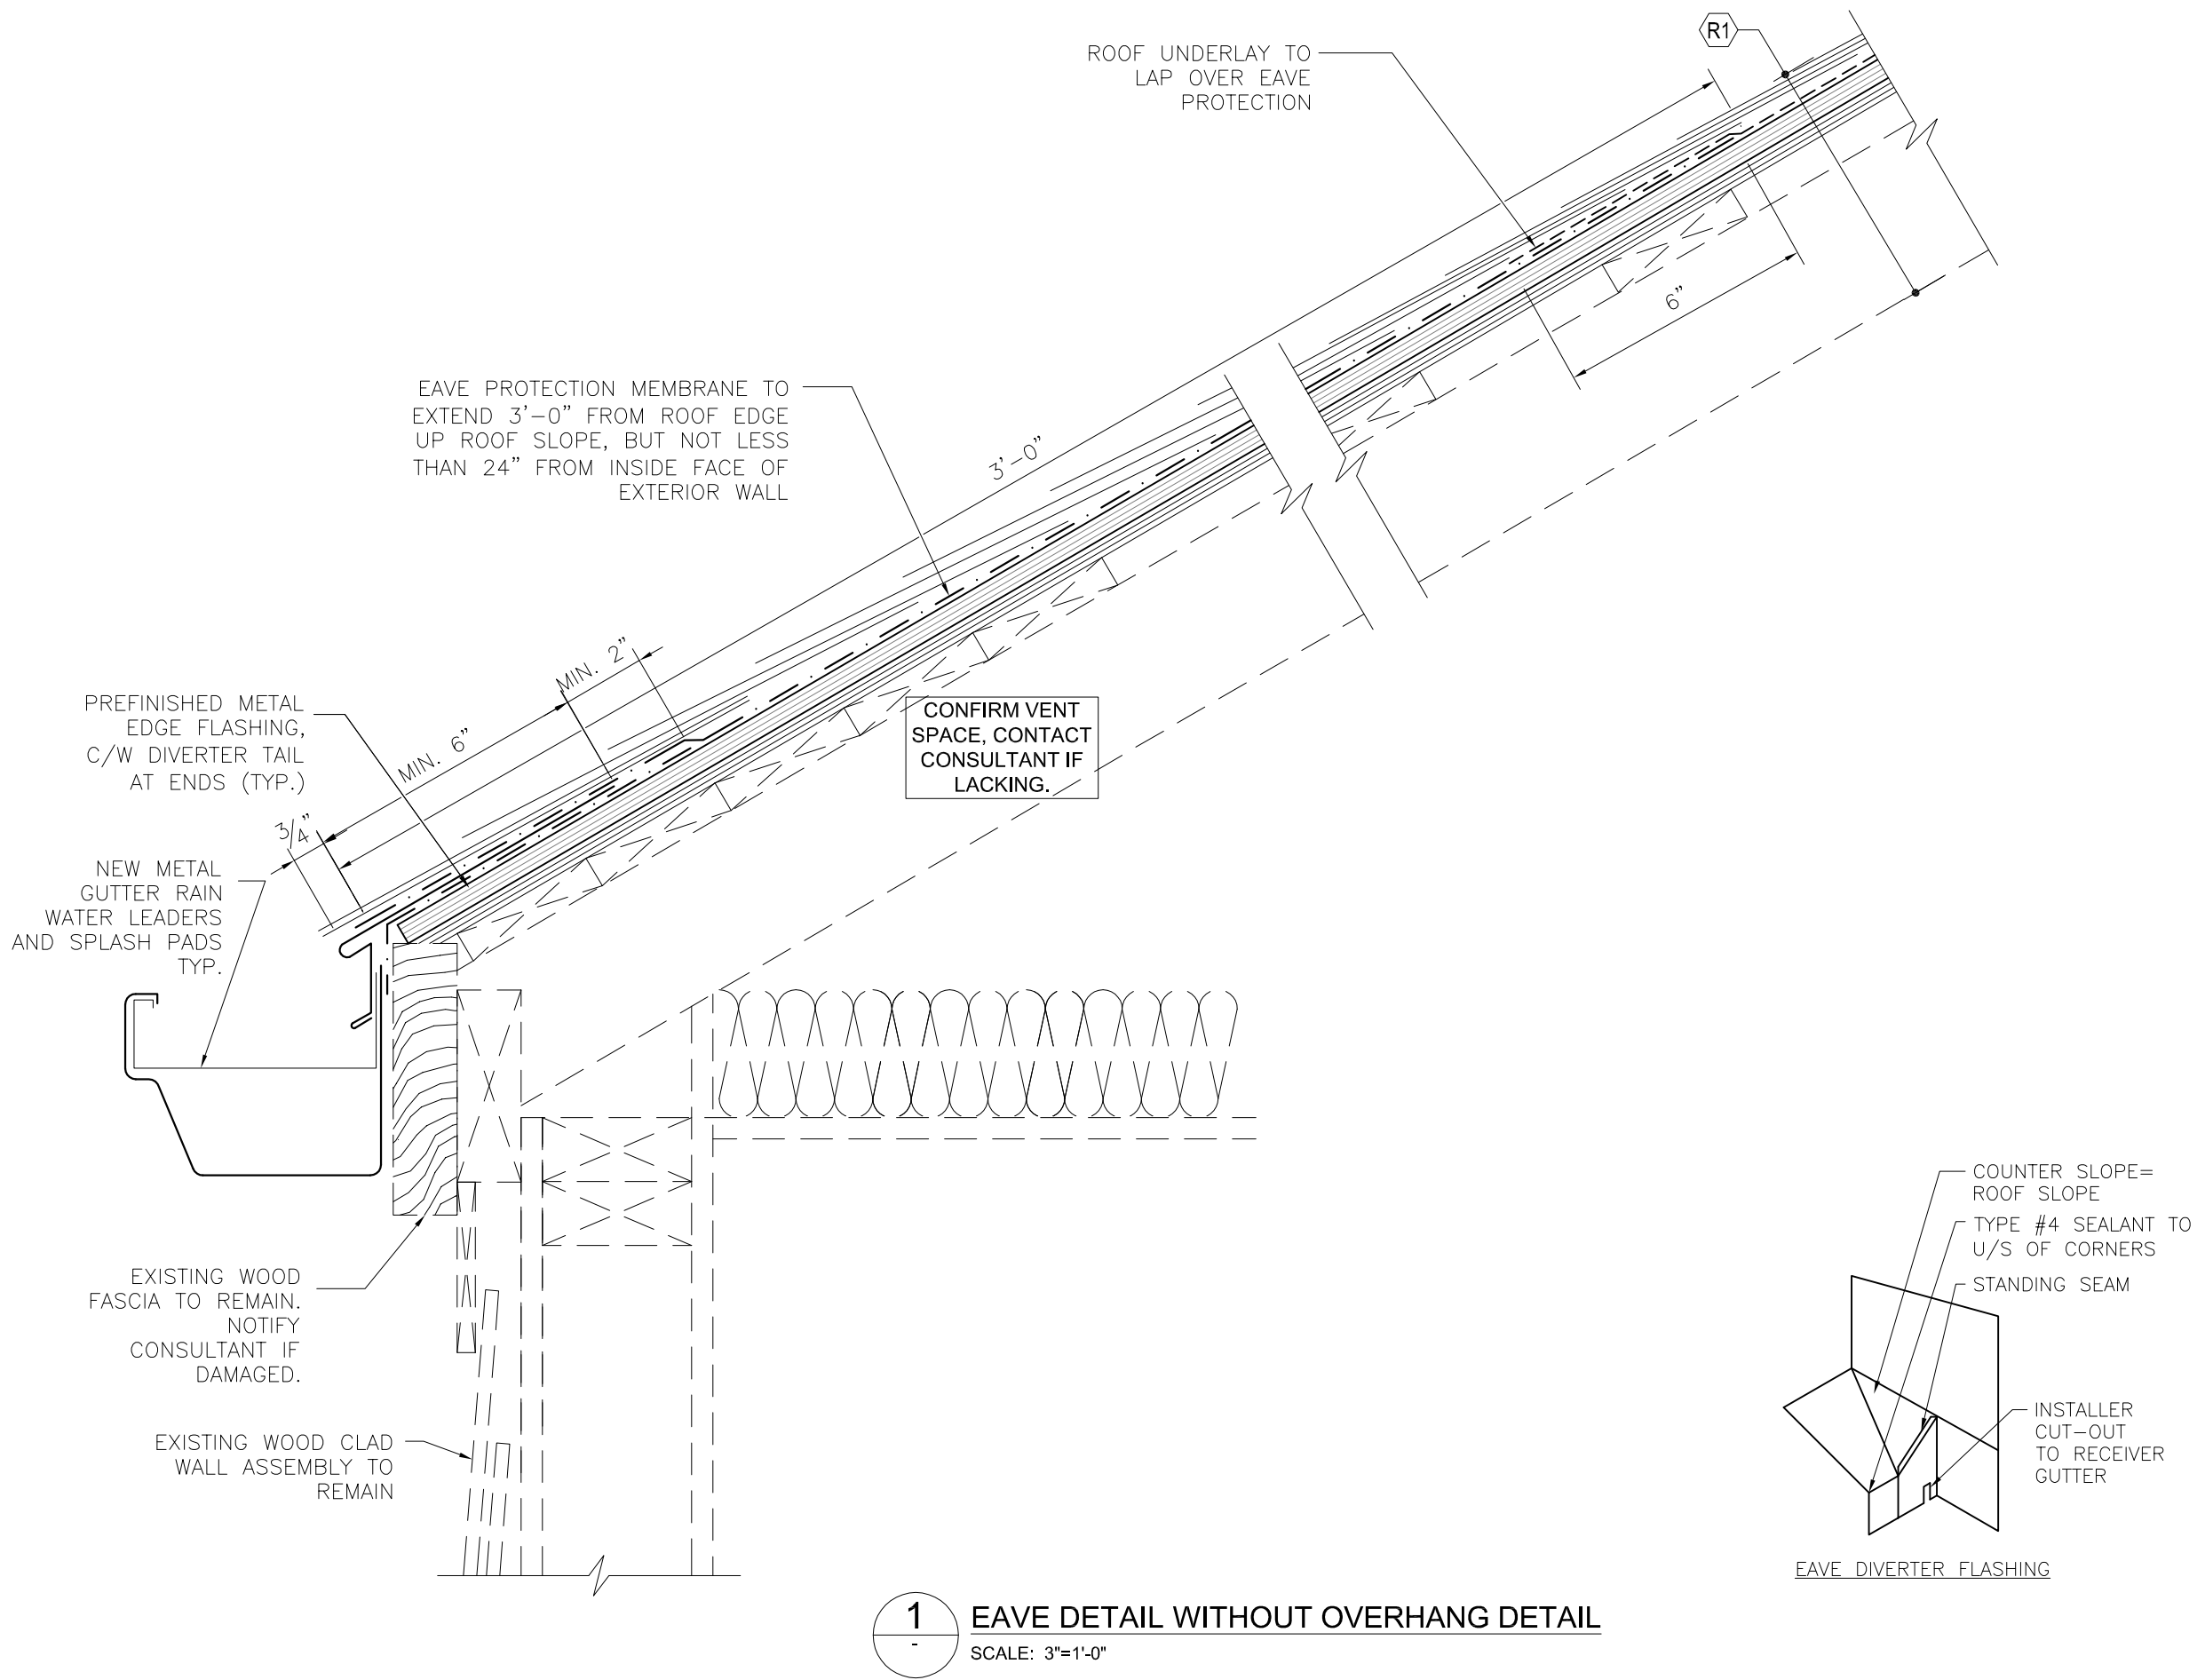 R1
ROOF UNDERLAY TO
LAP OVER EAVE
PROTECTION
6"
EAVE PROTECTION MEMBRANE TO
EXTEND 3'-0" FROM ROOF EDGE
UP ROOF SLOPE, BUT NOT LESS
THAN 24" FROM INSIDE FACE OF
EXTERIOR WALL
3'-0"
MIN. 2"
MIN. 6"
3/4"
PREFINISHED METAL
EDGE FLASHING,
C/W DIVERTER TAIL
AT ENDS (TYP.)
CONFIRM VENT
SPACE, CONTACT
CONSULTANT IF
LACKING.
NEW METAL
GUTTER RAIN
WATER LEADERS
AND SPLASH PADS
TYP.
EXISTING WOOD
FASCIA TO REMAIN.
NOTIFY
CONSULTANT IF
DAMAGED.
EXISTING WOOD CLAD
WALL ASSEMBLY TO
REMAIN
COUNTER SLOPE=
ROOF SLOPE
TYPE #4 SEALANT TO
U/S OF CORNERS
STANDING SEAM
INSTALLER
CUT-OUT
TO RECEIVER
GUTTER
EAVE DIVERTER FLASHING
1
-
EAVE DETAIL WITHOUT OVERHANG DETAIL
SCALE: 3"=1'-0"